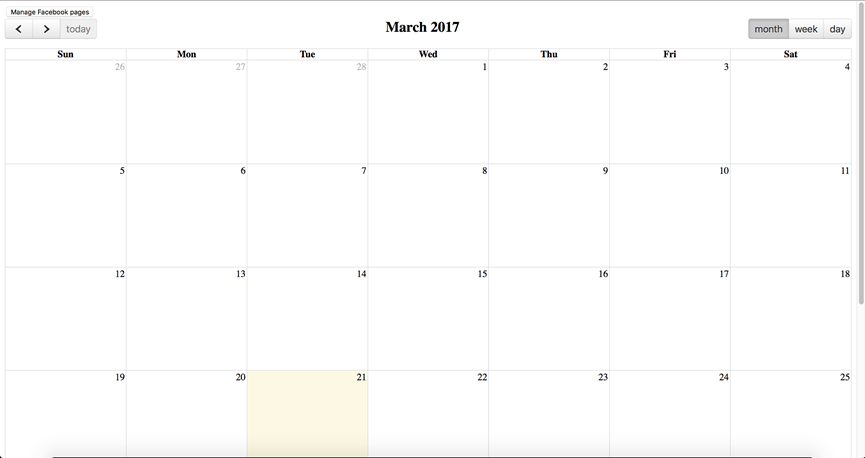 Manage Facebook pages
today March 2017 month week day
Sun Mon Tue Wed Thu Fri Sat
26 27 28 1 2 3 4
5 6 7 8 9 10 11
12 13 14 15 16 17 18
19 20 21 22 23 24 25